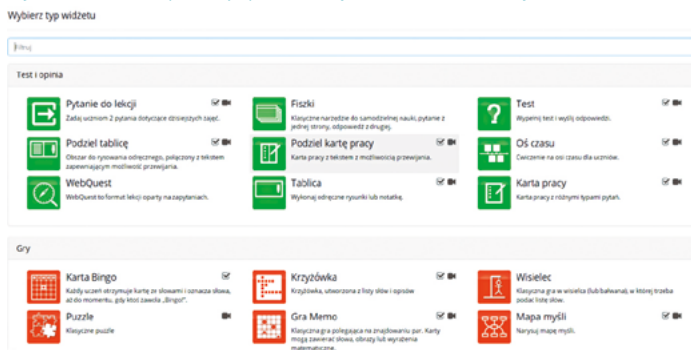 Wybierz typ widżetu
Filtruj
Test i opinia
Pytanie do lekcji
Zadaj uczniom 2 pytania dotyczące dzisiejszych zajęć.
Fiszki
Klasyczne narzędzie do samodzielnej nauki, pytanie z
jednej strony, odpowiedź z drugiej.
Test
Wypełnij test i wyślij odpowiedzi.
Podziel tablicę
Obszar do rysowania odręcznego, połączony z tekstem
zapewniającym możliwość przewijania.
Podziel kartę pracy
Karta pracy z tekstem z możliwością przewijania.
Oś czasu
Ćwiczenie na osi czasu dla uczniów.
WebQuest
WebQuest to format lekcji oparty na zapytaniach.
Tablica
Wykonaj odręczne rysunki lub notatkę.
Karta pracy
Karta pracy z różnymi typami pytań.
Gry
Karta Bingo
Każdy uczeń otrzymuje kartę ze słowami i oznacza słowa,
aż do momentu, gdy ktoś zawoła „Bingo!”.
Krzyżówka
Krzyżówka, utworzona z listy słów i opisów
Wisielec
Klasyczna gra w wisielca (lub bałwana), w której trzeba
podać listę słów.
Puzzle
Klasyczne puzzle
Gra Memo
Klasyczna gra polegająca na znajdowaniu par. Karty
mogą zawierać słowa, obrazy lub wyrażenia
matematyczne.
Mapa myśli
Narysuj mapę myśli.